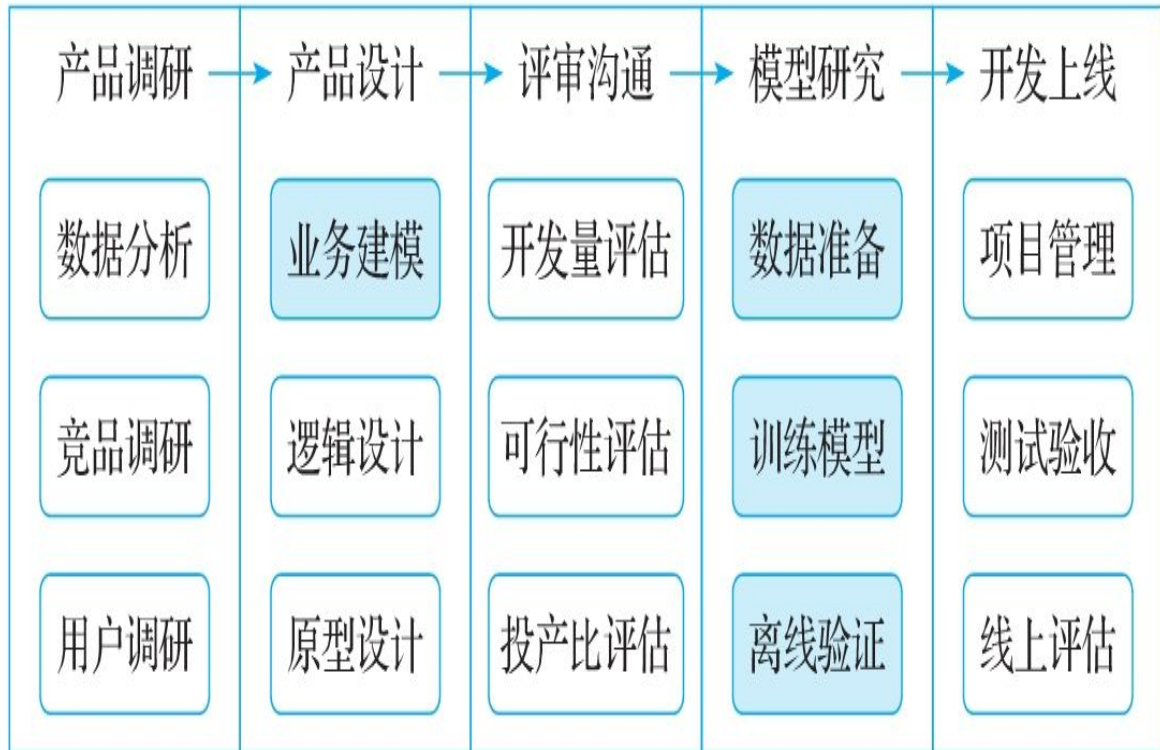 产品调研 产品设计 评审沟通 模型研究 开发上线
数据分析 业务建模 开发量评估 数据准备 项目管理
竞品调研 逻辑设计 可行性评估 训练模型 测试验收
用户调研 原型设计 投产比评估 离线验证 线上评估